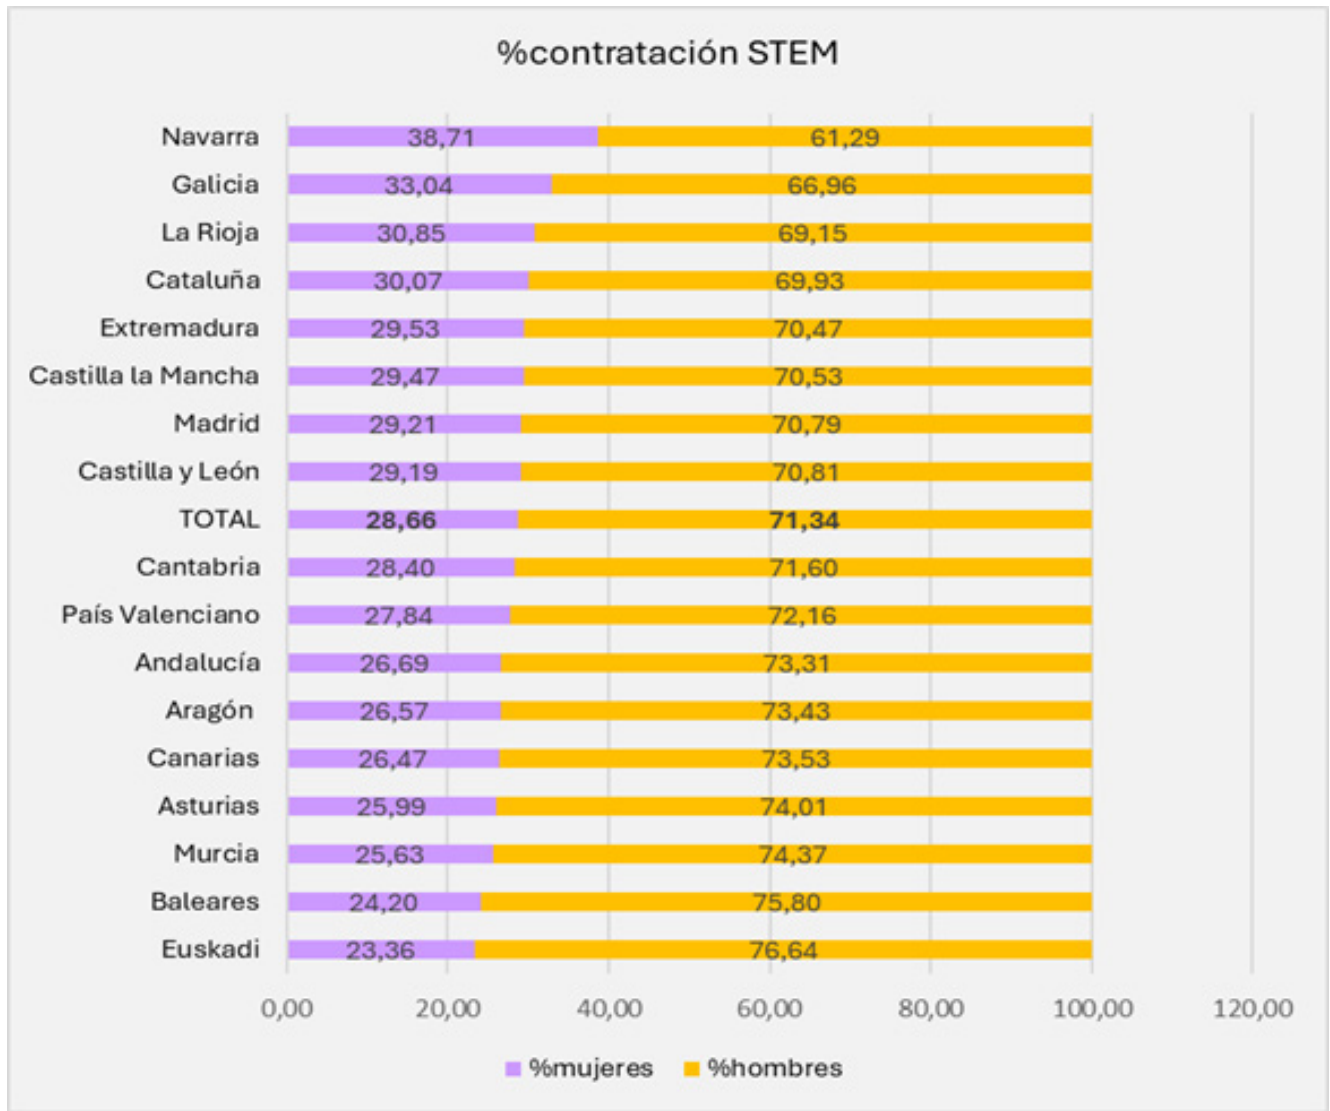 %contratación STEM
Navarra 38,71 61,29
Galicia 33,04 66,96
La Rioja 30,85 69,15
Cataluña 30,07 69,93
Extremadura 29,53 70,47
Castilla la Mancha 29,47 70,53
Madrid 29,21 70,79
Castilla y León 29,19 70,81
TOTAL 28,66 71,34
Cantabria 28,40 71,60
País Valenciano 27,84 72,16
Andalucía 26,69 73,31
Aragón 26,57 73,43
Canarias 26,47 73,53
Asturias 25,99 74,01
Murcia 25,63 74,37
Baleares 24,20 75,80
Euskadi 23,36 76,64
0,00 20,00 40,00 60,00 80,00 100,00 120,00
%mujeres %hombres